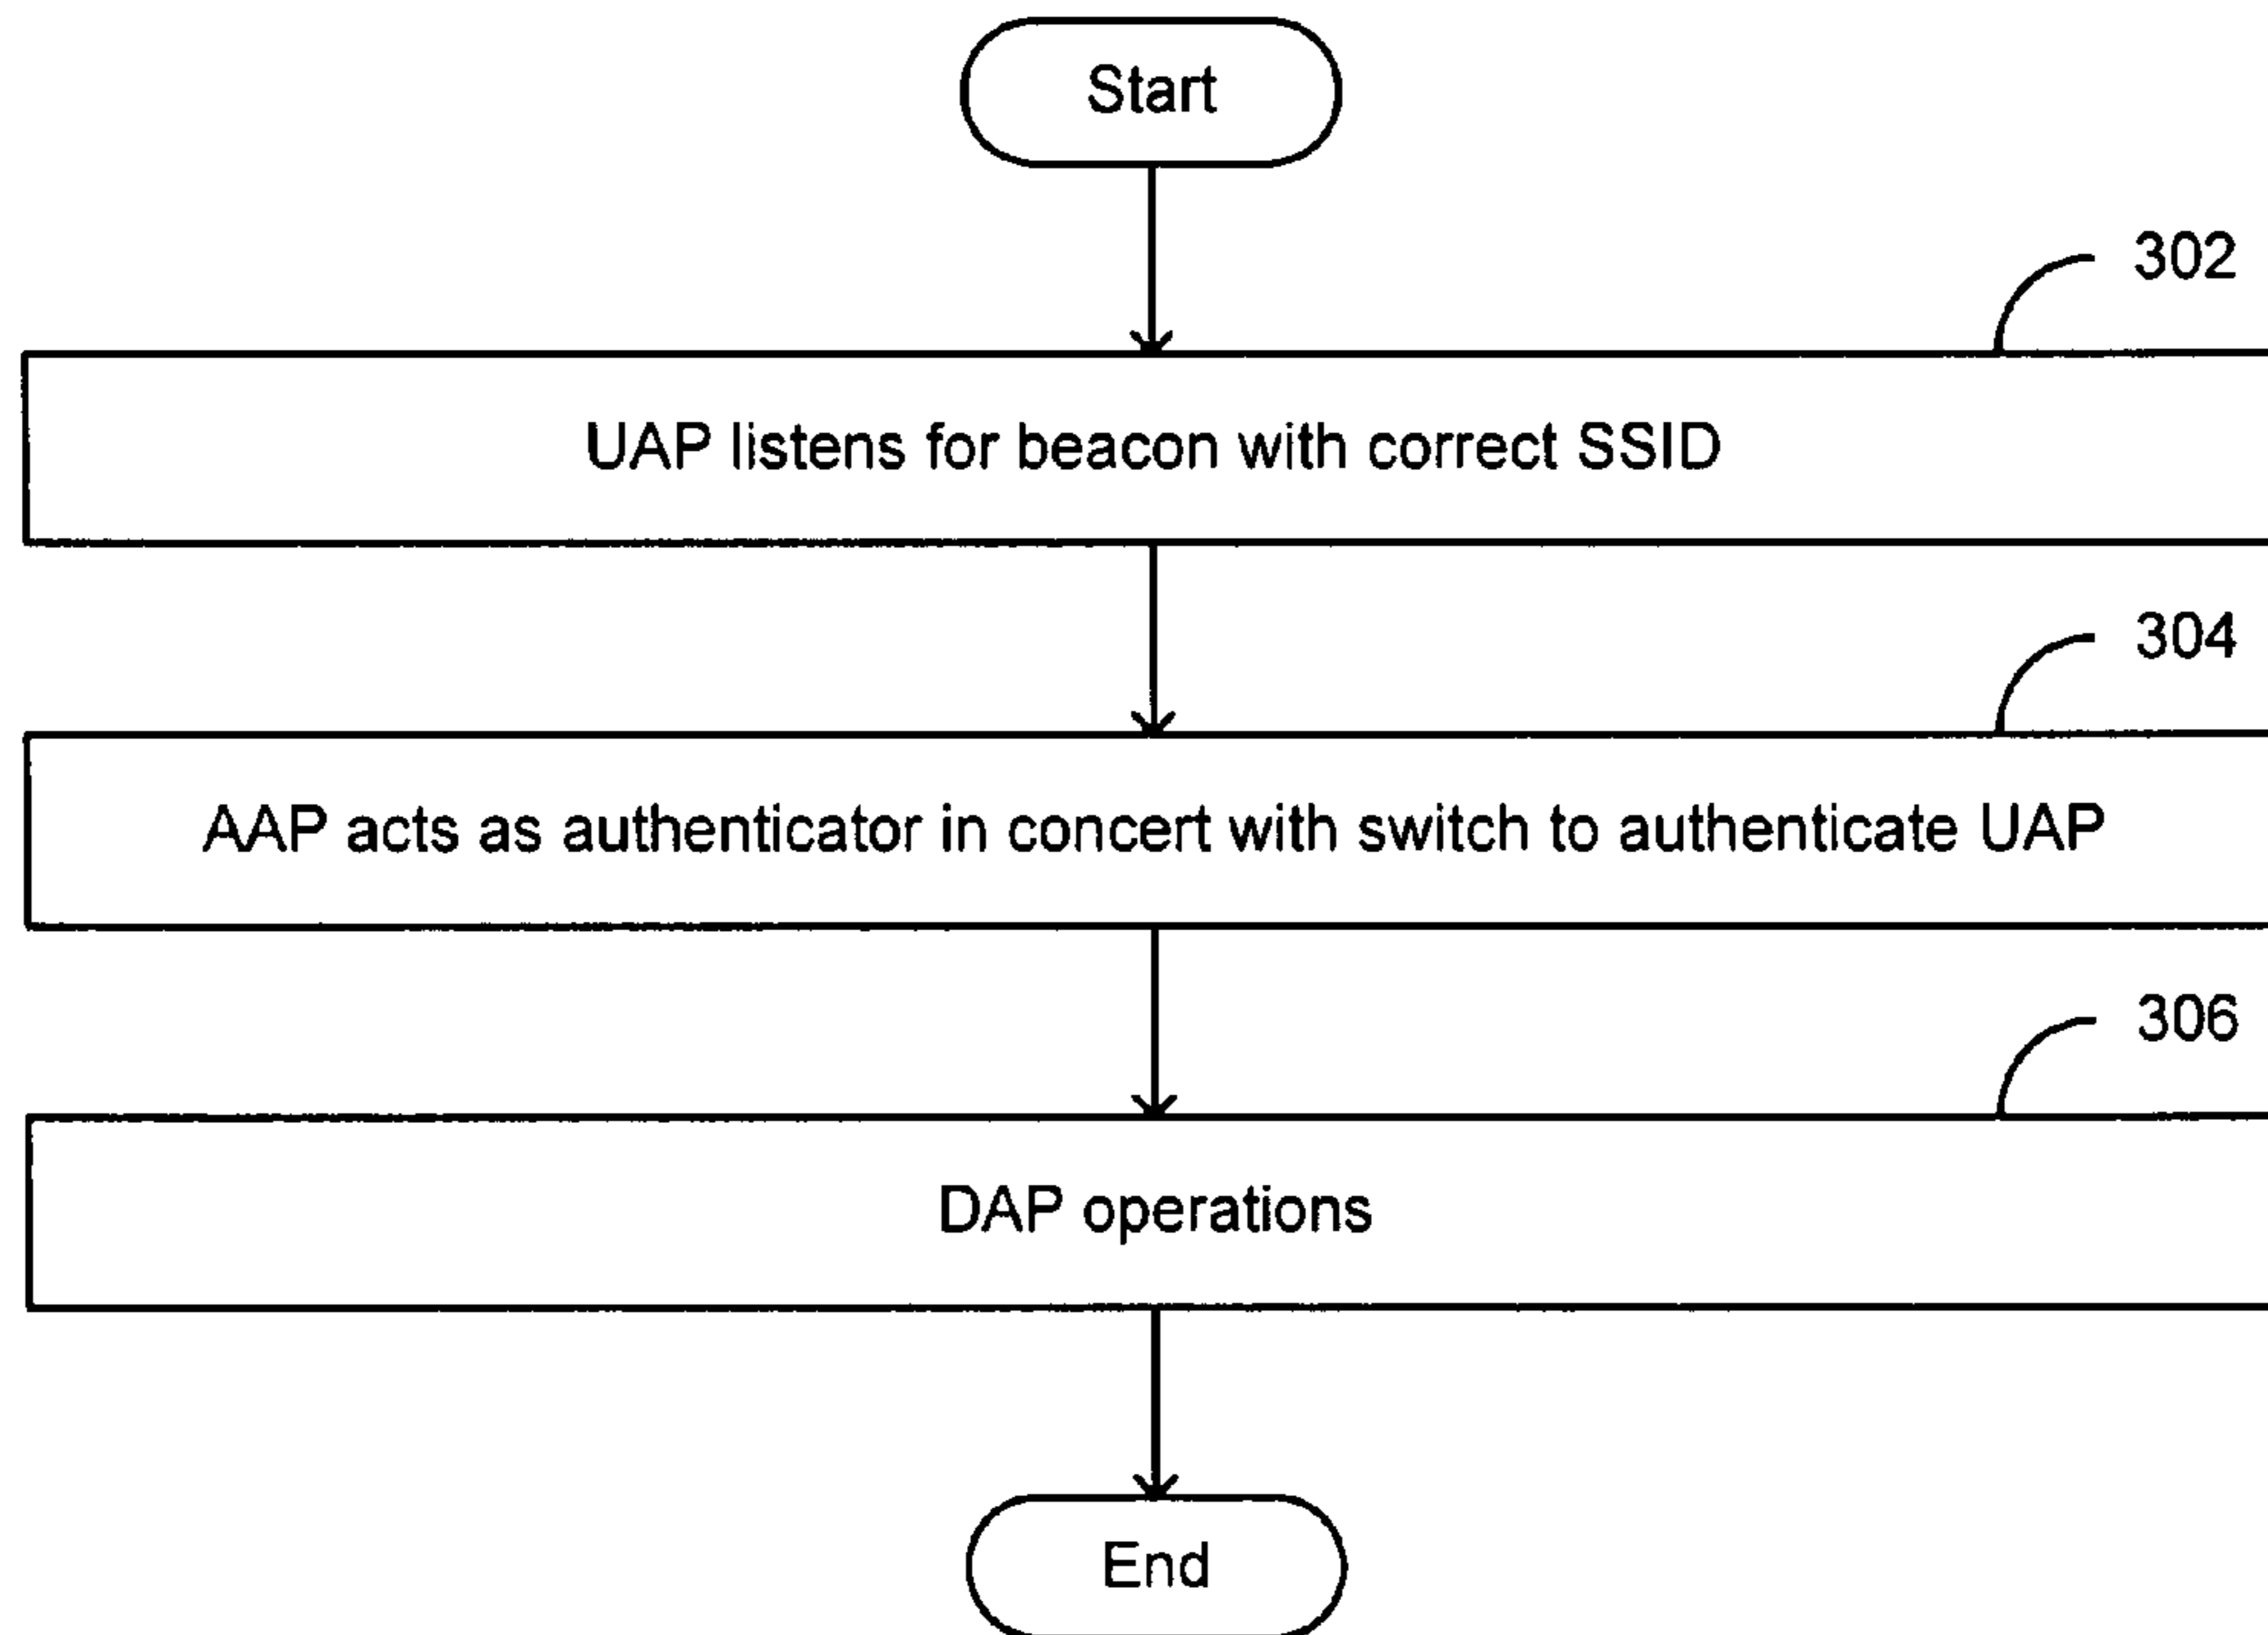 Start
302
UAP listens for beacon with correct SSID
304
AAP acts as authenticator in concert with switch to authenticate UAP
306
DAP operations
End